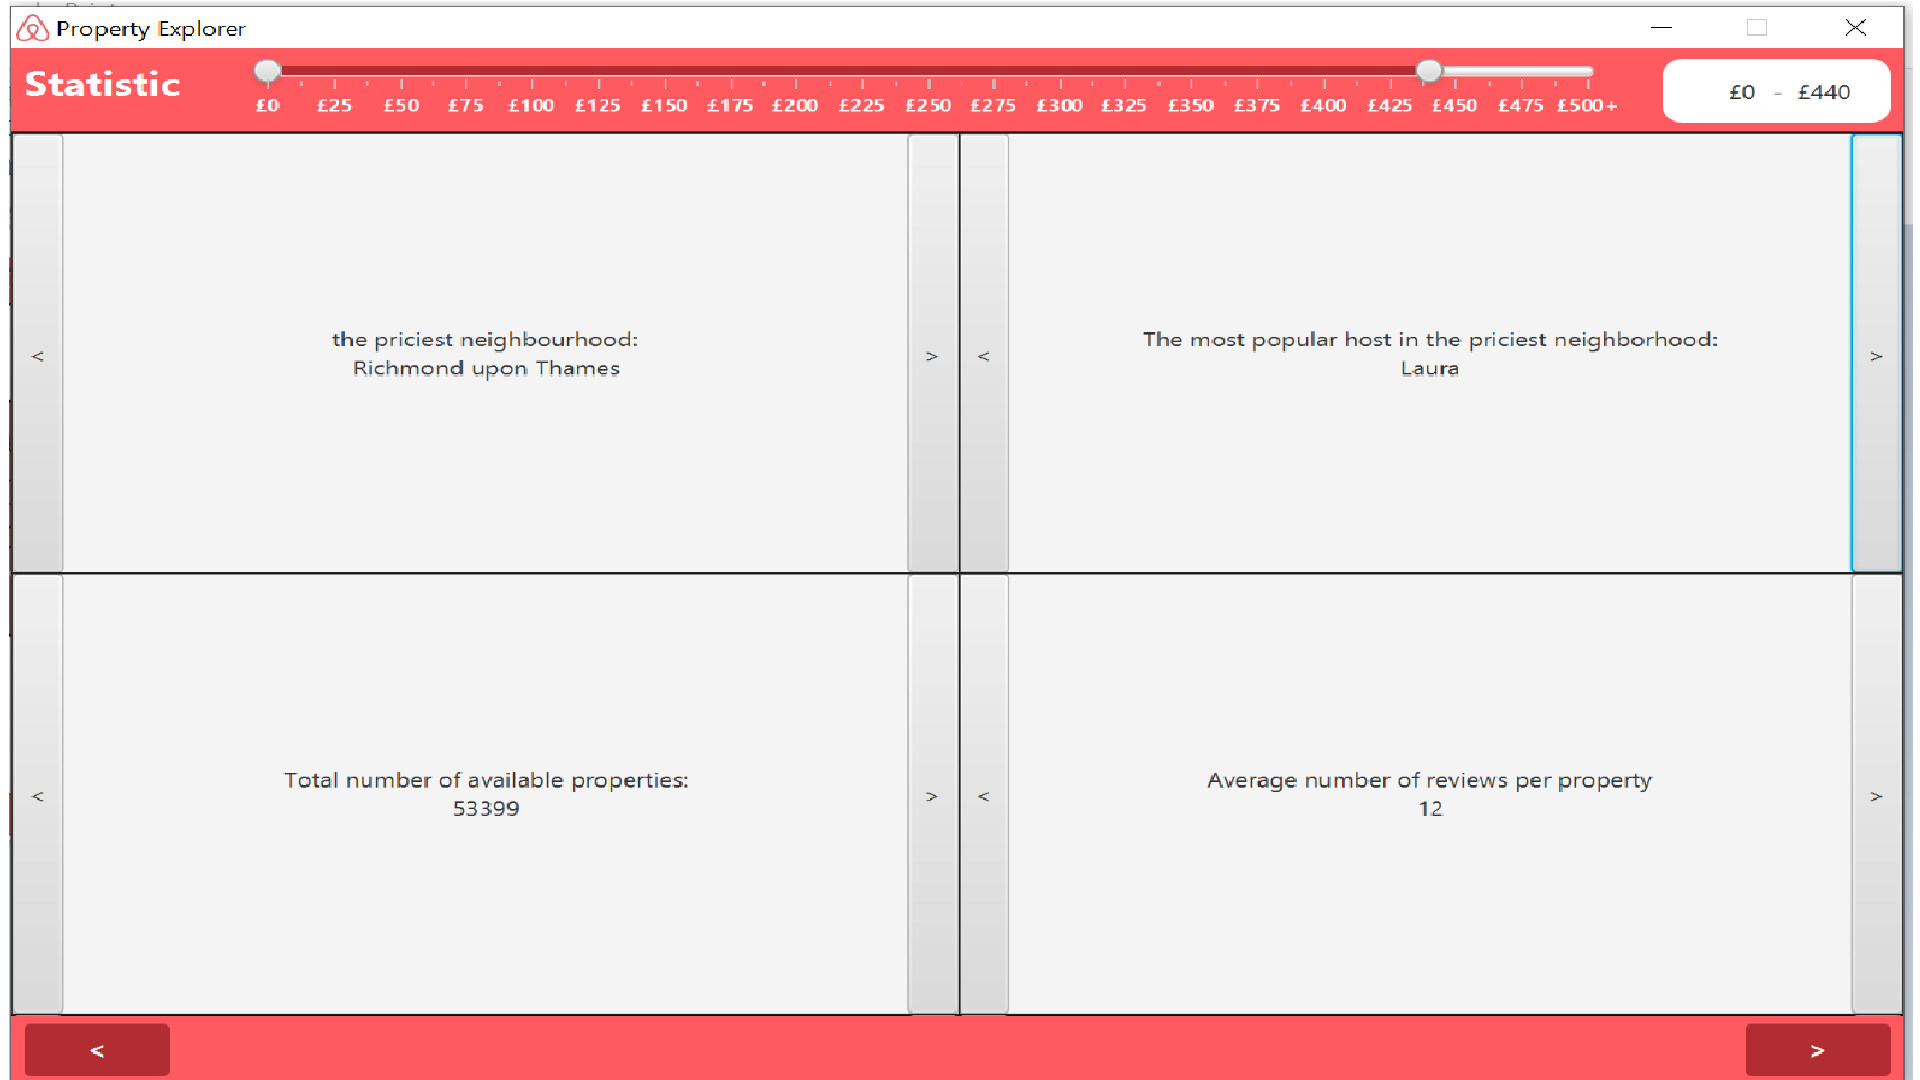 Property Explorer
Statistic
£0 £25 £50 £75 £100 £125 £150 £175 £200 £225 £250 £275 £300 £325 £350 £375 £400 £425 £450 £475 £500+
£0 - £440
<
the priciest neighbourhood:
Richmond upon Thames
>
<
The most popular host in the priciest neighborhood:
Laura
>
<
Total number of available properties:
53399
>
<
Average number of reviews per property
12
>
<
>